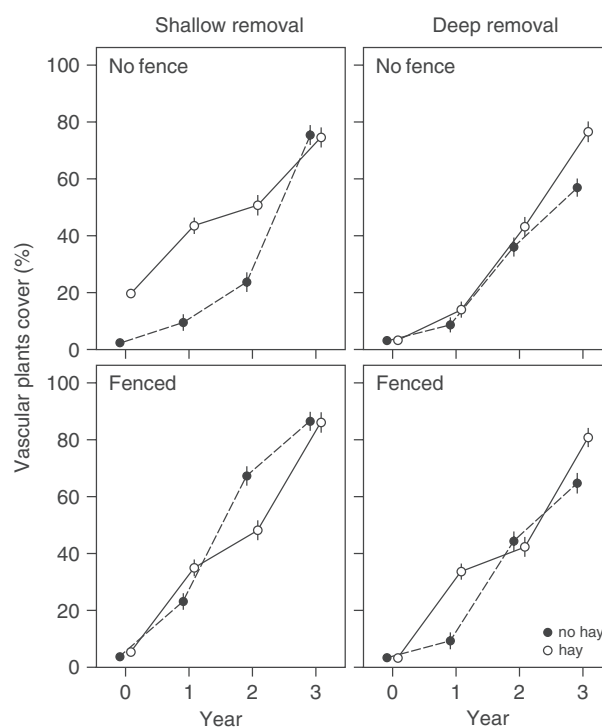 Shallow removal
Deep removal
Vascular plants cover (%)
No fence
No fence
100
80
60
40
20
0
Fenced
Fenced
100
80
60
40
20
0
no hay
hay
0 1 2 3
0 1 2 3
Year
Year